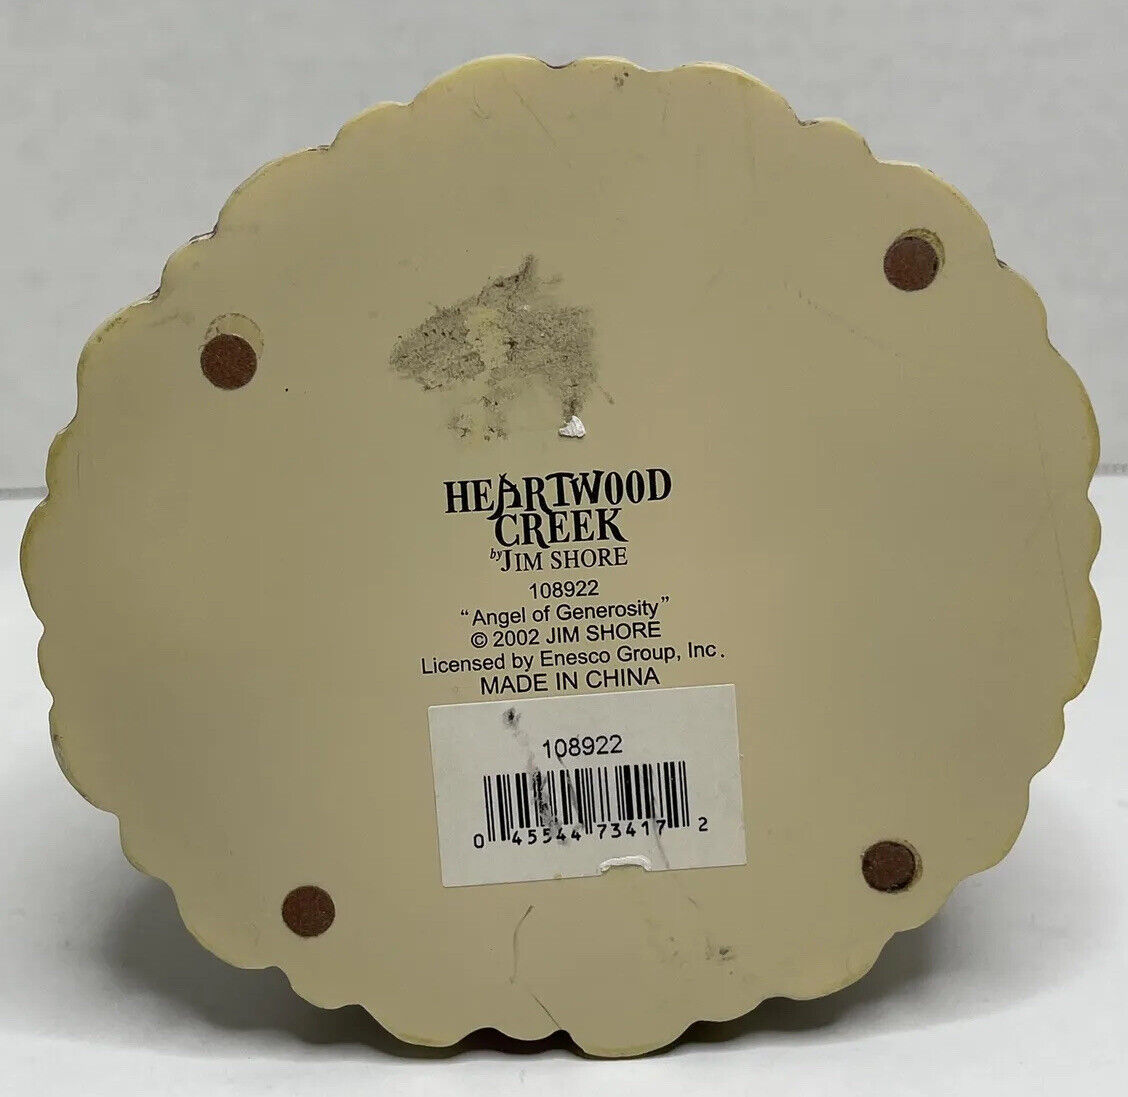 HEARTWOOD
CREEK
by JIM SHORE
108922
“Angel of Generosity”
© 2002 JIM SHORE
Licensed by Enesco Group, Inc.
MADE IN CHINA
108922
0 45544 73417 2